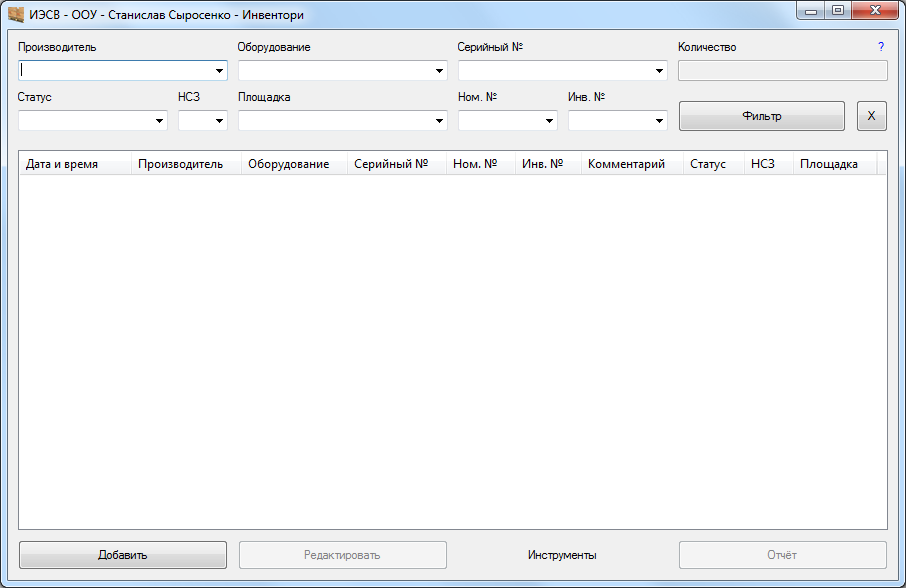 ИЭСВ - ООУ - Станислав Сыросенко - Инвентори
Производитель Оборудование Серийный № Количество ?
Статус НСЗ Площадка Ном. № Инв. №
Фильтр X
Дата и время Производитель Оборудование Серийный № Ном. № Инв. № Комментарий Статус НСЗ Площадка
Добавить Редактировать Инструменты Отчёт